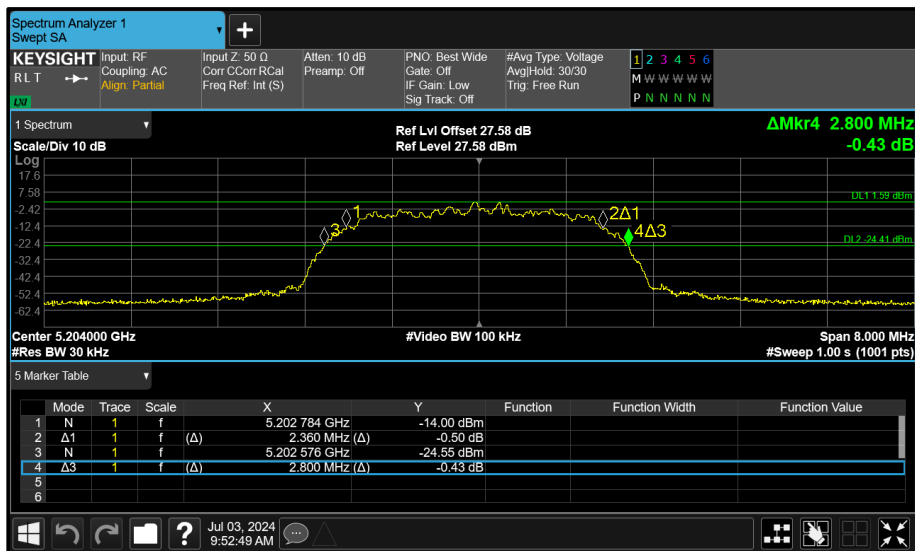 Spectrum Analyzer 1
Swept SA
KEYSIGHT
RLT
LXI
Input: RF
Coupling: AC
Align: Partial
Input Z: 50 Ω
Corr CCorr RCal
Freq Ref: Int (S)
Atten: 10 dB
Preamp: Off
PNO: Best Wide
Gate: Off
IF Gain: Low
Sig Track: Off
#Avg Type: Voltage
Avg|Hold: 30/30
Trig: Free Run
1 2 3 4 5 6
M W W W W W
P N N N N N
1 Spectrum
Scale/Div 10 dB
Ref Lvl Offset 27.58 dB
Ref Level 27.58 dBm
ΔMkr4 2.800 MHz
-0.43 dB
Log
17.6
7.58
-2.42
-12.4
-22.4
-32.4
-42.4
-52.4
-62.4
DL1 1.59 dBm
1
2Δ1
3
4Δ3
DL2 -24.41 dBm
Center 5.204000 GHz
#Video BW 100 kHz
Span 8.000 MHz
#Res BW 30 kHz
#Sweep 1.00 s (1001 pts)
5 Marker Table
Mode Trace Scale X Y Function Function Width Function Value
1 N 1 f 5.202 784 GHz -14.00 dBm
2 Δ1 1 f (Δ) 2.360 MHz (Δ) -0.50 dB
3 N 1 f 5.202 576 GHz -24.55 dBm
4 Δ3 1 f (Δ) 2.800 MHz (Δ) -0.43 dB
5
6
?
Jul 03, 2024
9:52:49 AM